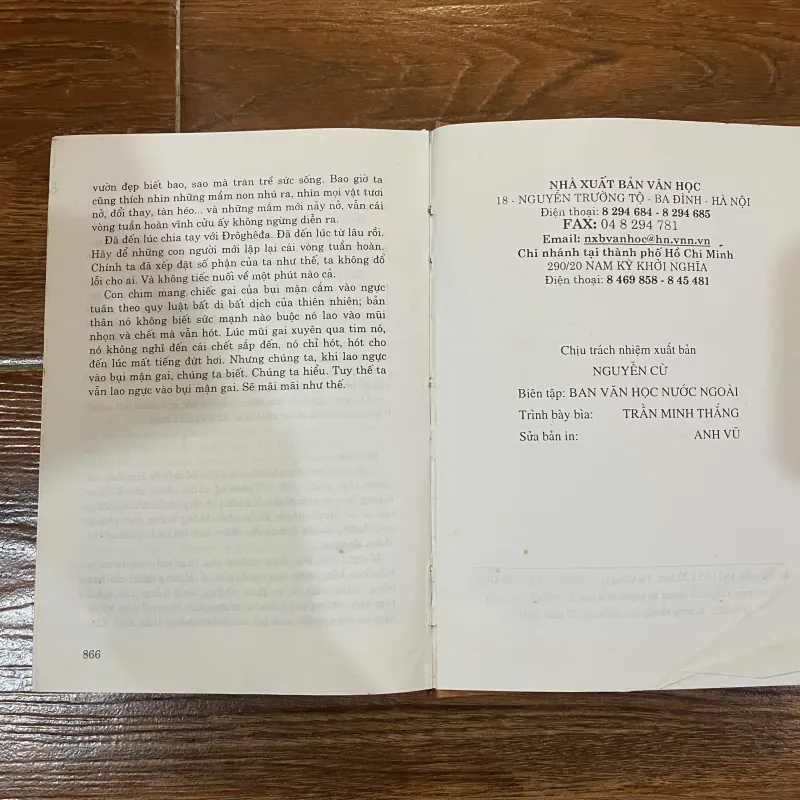 vườn đẹp biết bao, sao mà tràn trề sức sống. Bao giờ ta
cũng thích nhìn những mầm non nhú ra, nhìn mọi vật tươi
nở, đổi thay, tàn héo... và những mầm mới nảy nở, vẫn cái
vòng tuần hoàn vĩnh cửu ấy không ngừng diễn ra.
Đã đến lúc chia tay với Đrôghêđa. Đã đến lúc từ lâu rồi.
Hãy để những con người mới lập lại cái vòng tuần hoàn.
Chính ta đã xếp đặt số phận của ta như thế, ta không đổ
lỗi cho ai. Và không tiếc nuối về một phút nào cả.
Con chim mang chiếc gai của bụi mận cắm vào ngực
tuân theo quy luật bất di bất dịch của thiên nhiên; bản
thân nó không biết sức mạnh nào buộc nó lao vào mũi
nhọn và chết mà vẫn hót. Lúc mũi gai xuyên qua tim nó,
nó không nghĩ đến cái chết sắp đến, nó chỉ hót, hót cho
đến lúc mất tiếng đứt hơi. Nhưng chúng ta, khi lao ngực
vào bụi mận gai, chúng ta biết. Chúng ta hiểu. Tuy thế ta
vẫn lao ngực vào bụi mận gai. Sẽ mãi mãi như thế.
866
NHÀ XUẤT BẢN VĂN HỌC
18 - NGUYỄN TRƯỜNG TỘ - BA ĐÌNH - HÀ NỘI
Điện thoại: 8 294 684 - 8 294 685
FAX: 04 8 294 781
Email: nxbvanhoc@hn.vnn.vn
Chi nhánh tại thành phố Hồ Chí Minh
290/20 NAM KỲ KHỞI NGHĨA
Điện thoại: 8 469 858 - 8 45 481
Chịu trách nhiệm xuất bản
NGUYỄN CỪ
Biên tập: BAN VĂN HỌC NƯỚC NGOÀI
Trình bày bìa: TRẦN MINH THẮNG
Sửa bản in: ANH VŨ